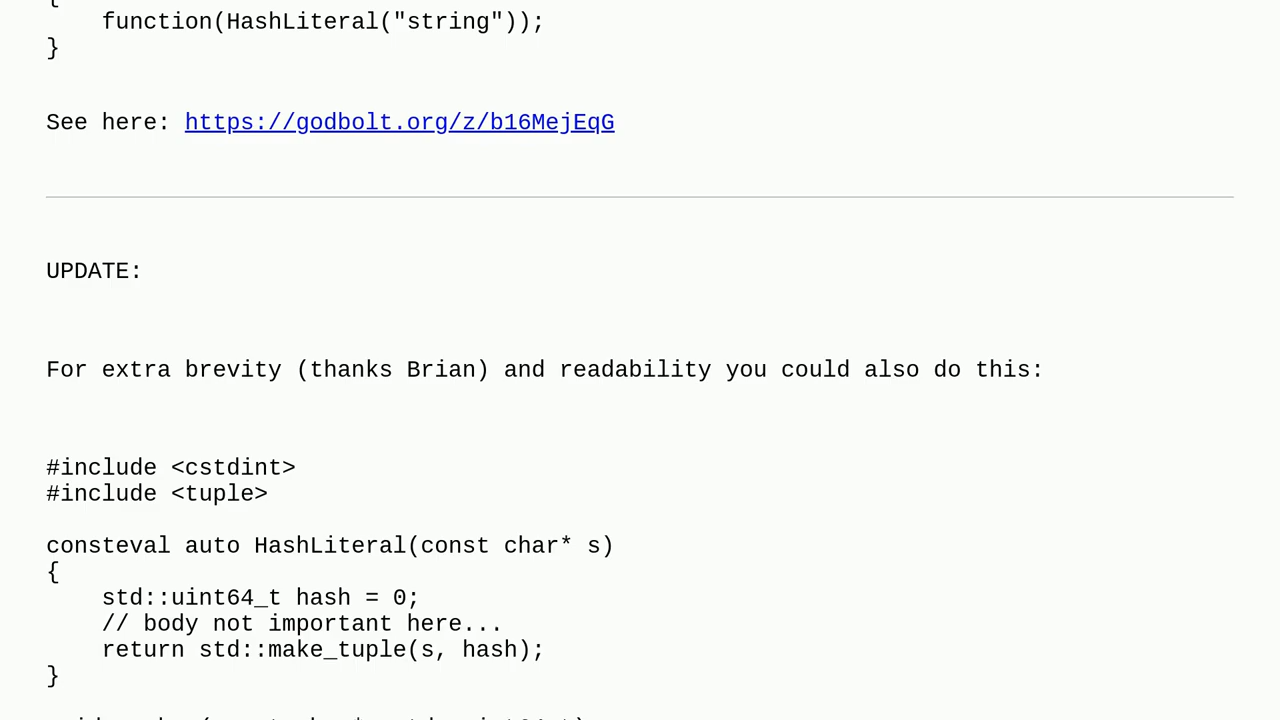 function(HashLiteral("string"));
}
See here: https://godbolt.org/z/b16MejEqG
UPDATE:
For extra brevity (thanks Brian) and readability you could also do this:
#include <cstdint>
#include <tuple>
consteval auto HashLiteral(const char* s)
{
    std::uint64_t hash = 0;
    // body not important here...
    return std::make_tuple(s, hash);
}